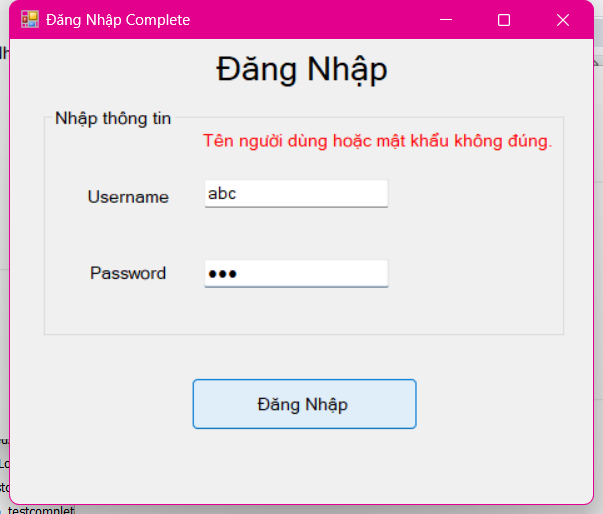 Đăng Nhập Complete
Đăng Nhập
Nhập thông tin
Tên người dùng hoặc mật khẩu không đúng.
Username
abc
Password
●●●
Đăng Nhập
testcomplet